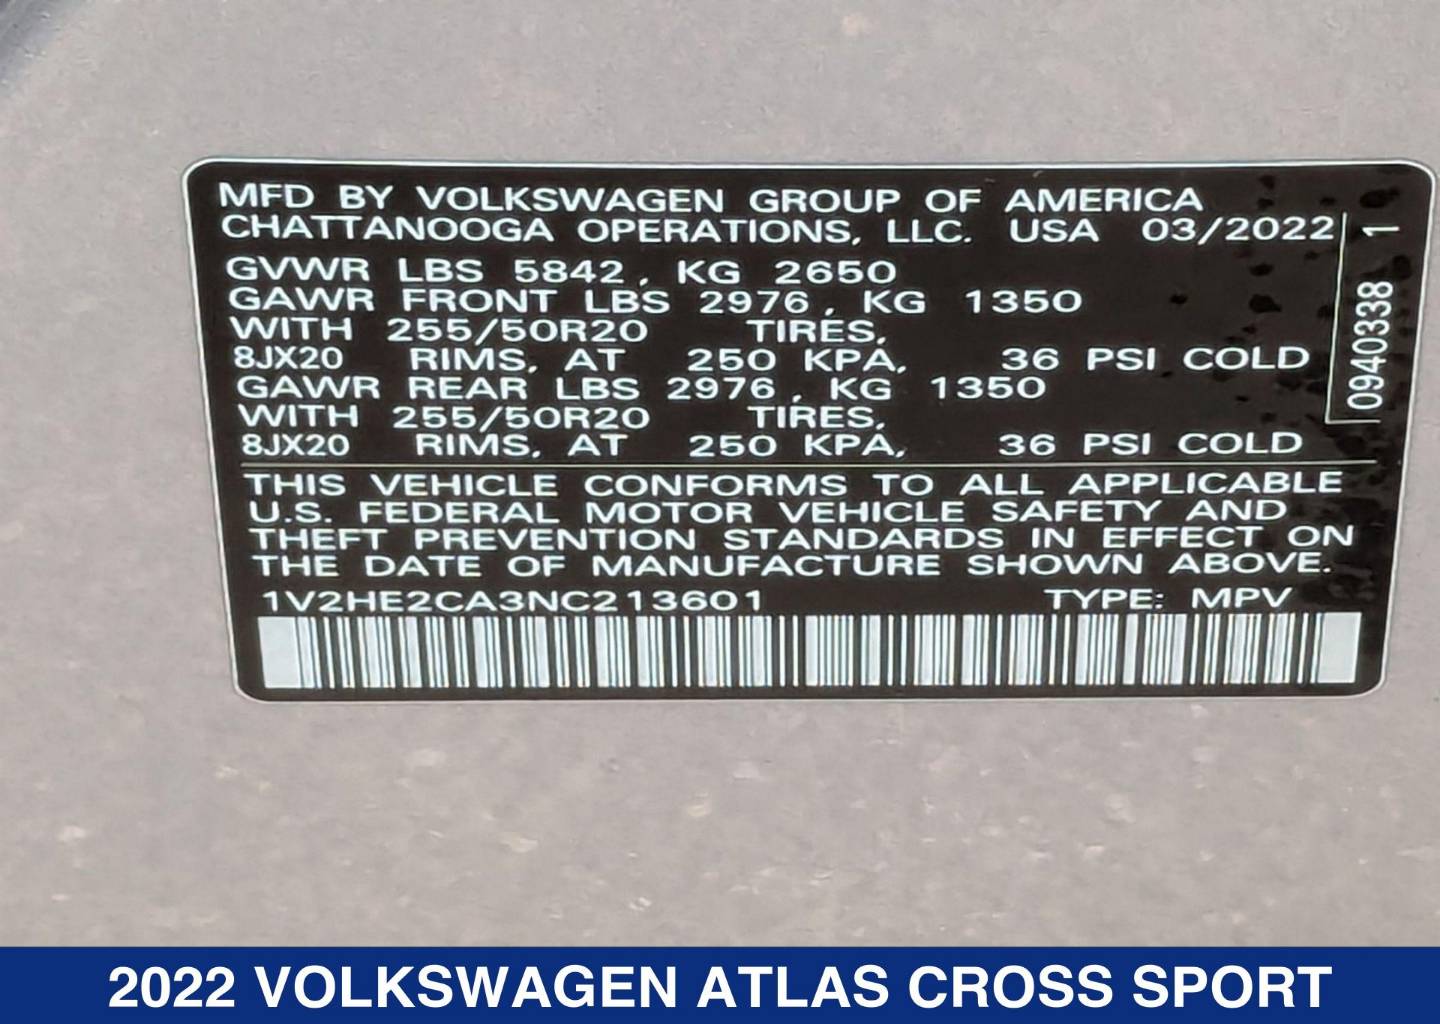 MFD BY VOLKSWAGEN GROUP OF AMERICA
CHATTANOOGA OPERATIONS, LLC. USA 03/2022
GVWR LBS 5842, KG 2650
GAWR FRONT LBS 2976, KG 1350
WITH 255/50R20 TIRES,
8JX20 RIMS, AT 250 KPA, 36 PSI COLD
GAWR REAR LBS 2976, KG 1350
WITH 255/50R20 TIRES,
8JX20 RIMS, AT 250 KPA, 36 PSI COLD
0940338 1
THIS VEHICLE CONFORMS TO ALL APPLICABLE
U.S. FEDERAL MOTOR VEHICLE SAFETY AND
THEFT PREVENTION STANDARDS IN EFFECT ON
THE DATE OF MANUFACTURE SHOWN ABOVE.
1V2HE2CA3NC213601 TYPE: MPV
2022 VOLKSWAGEN ATLAS CROSS SPORT